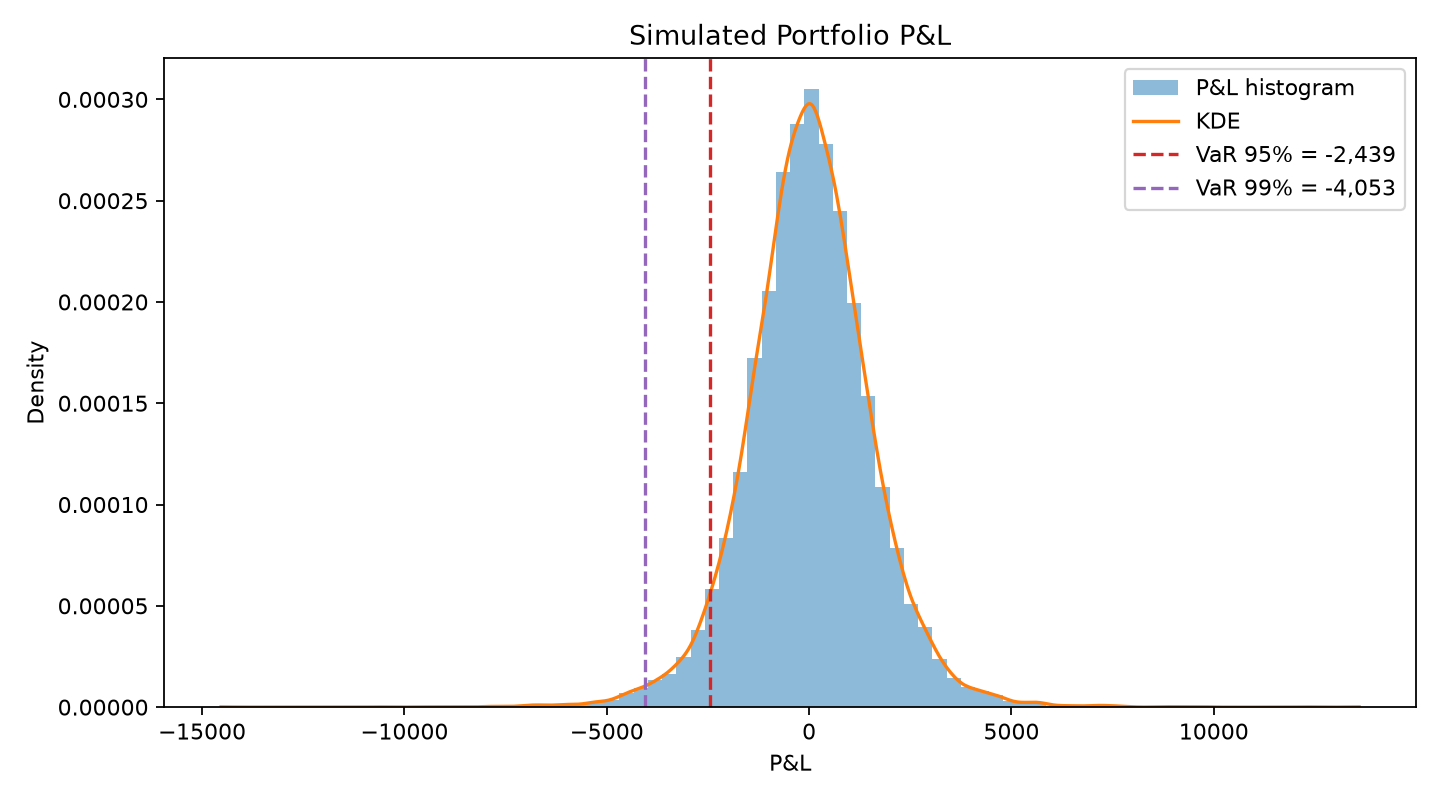 Simulated Portfolio P&L
P&L histogram
KDE
VaR 95% = -2,439
VaR 99% = -4,053
0.00030
0.00025
0.00020
0.00015
0.00010
0.00005
0.00000
Density
−15000
−10000
−5000
0
5000
10000
P&L